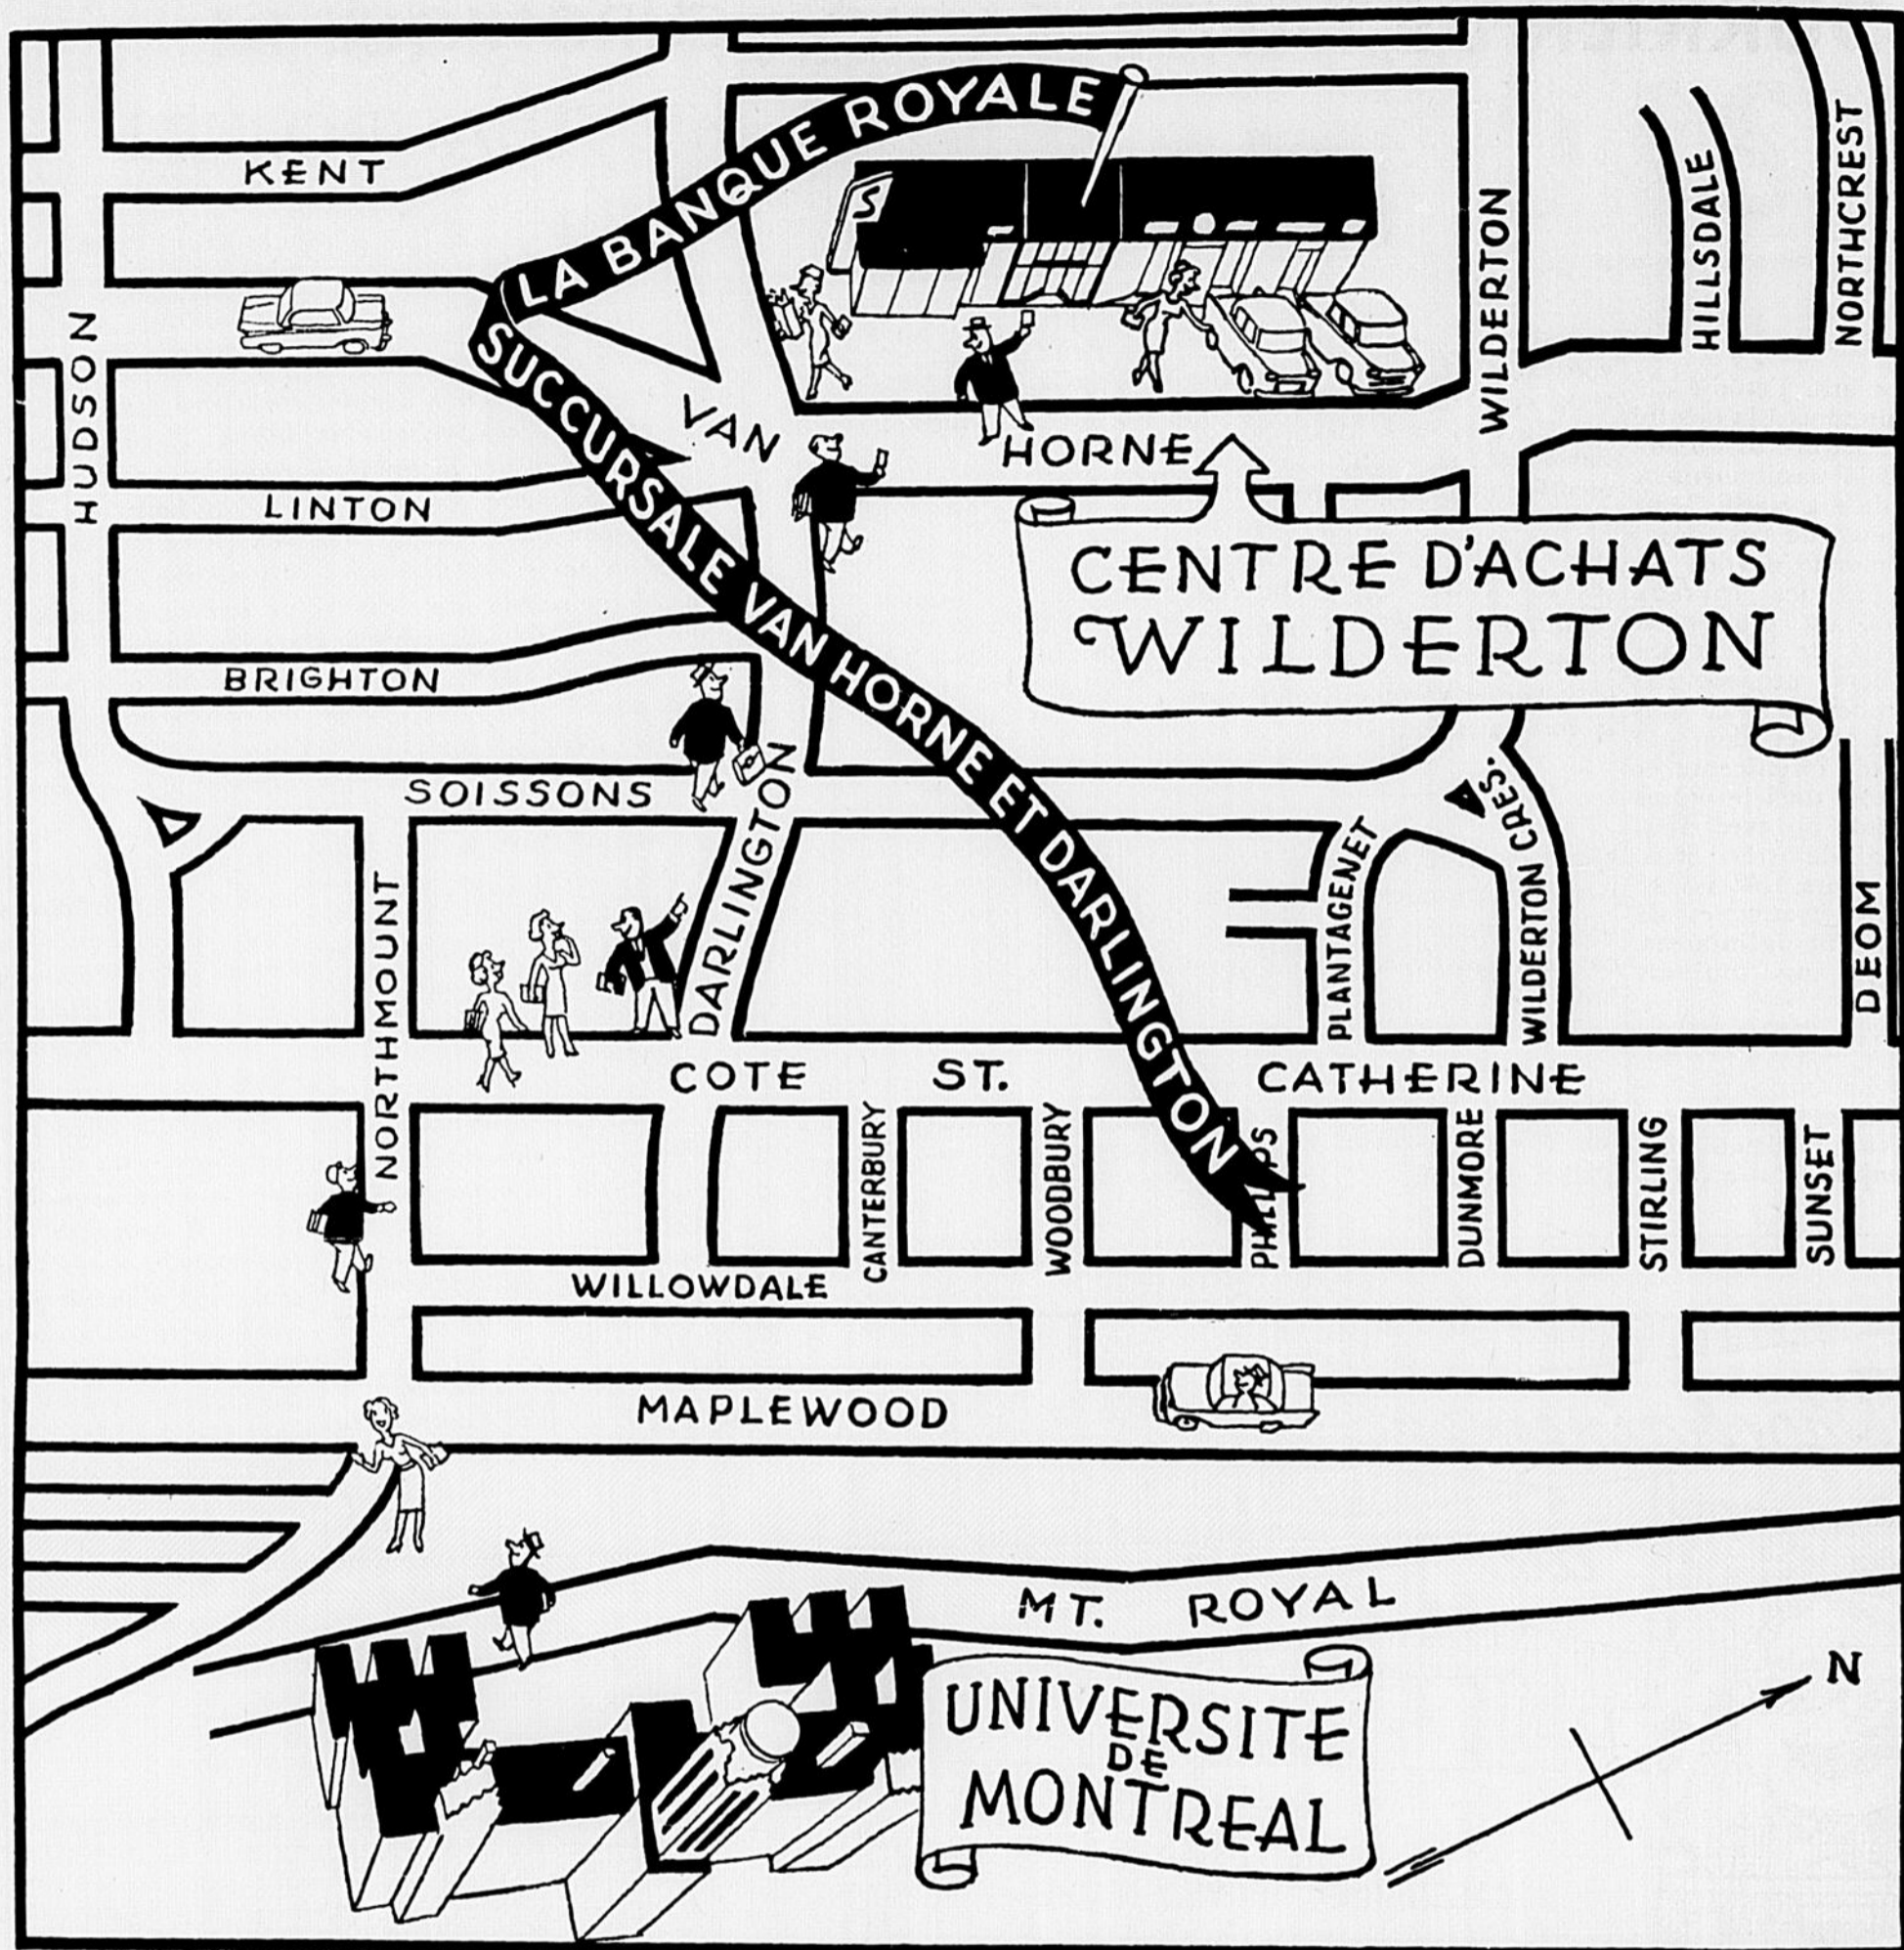 LA BANQUE ROYALE
SUCCURSALE VAN HORNE ET DARLINGTON
KENT
S
HUDSON
WILDERTON
HILLSDALE
NORTHCREST
VAN HORNE
LINTON
CENTRE D'ACHATS
WILDERTON
BRIGHTON
SOISSONS
DARLINGTON
PLANTAGENET
WILDERTON CRES.
DEOM
NORTHMOUNT
COTE ST. CATHERINE
CANTERBURY
WOODBURY
DUNMORE
STIRLING
SUNSET
WILLOWDALE
MAPLEWOOD
MT. ROYAL
UNIVERSITE
DE
MONTREAL
N